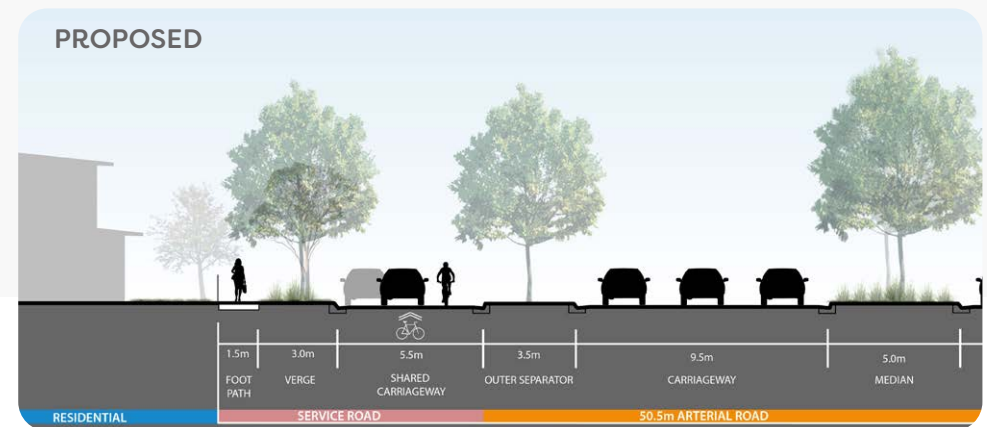 PROPOSED
1.5m
3.0m
5.5m
3.5m
9.5m
5.0m
FOOT
PATH
VERGE
SHARED
CARRIAGEWAY
OUTER SEPARATOR
CARRIAGEWAY
MEDIAN
RESIDENTIAL
SERVICE ROAD
50.5m ARTERIAL ROAD